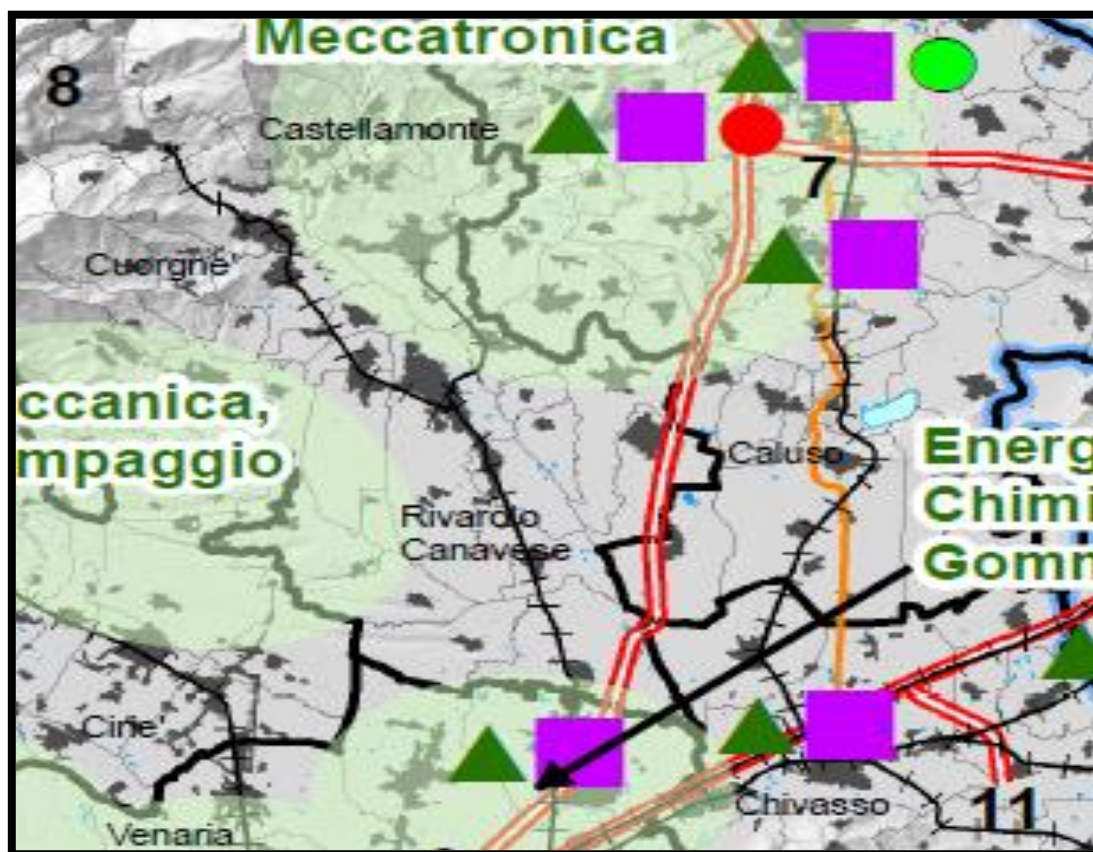 Meccatronica
8
Castellamonte
7
Cuorgne'
ccanica,
mpaggio
Caluso
Energ
Chimi
Gomm
Rivarolo
Canavese
Cirie'
Chivasso
11
Venaria